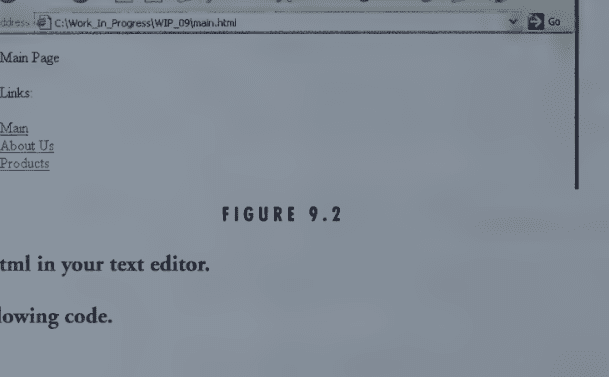 ddress C:\Work_In_Progress\WIP_09\main.html Go
Main Page
Links:
Main
About Us
Products
FIGURE 9.2
tml in your text editor.
lowing code.